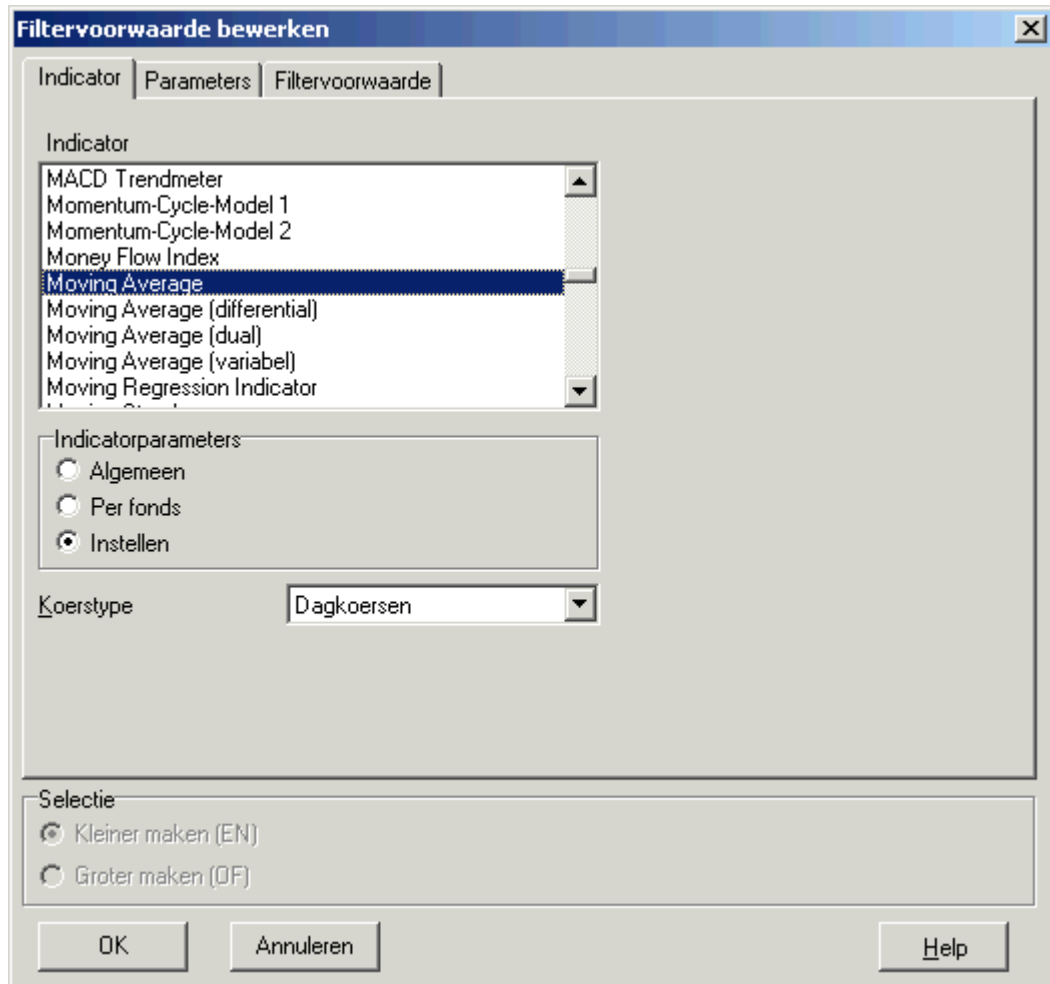 Filtervoorwaarde bewerken
Indicator Parameters Filtervoorwaarde
Indicator
MACD Trendmeter
Momentum-Cycle-Model 1
Momentum-Cycle-Model 2
Money Flow Index
Moving Average
Moving Average (differential)
Moving Average (dual)
Moving Average (variabel)
Moving Regression Indicator
Indicatorparameters
Algemeen
Per fonds
Instellen
Koerstype Dagkoersen
Selectie
Kleiner maken (EN)
Groter maken (OF)
OK Annuleren Help